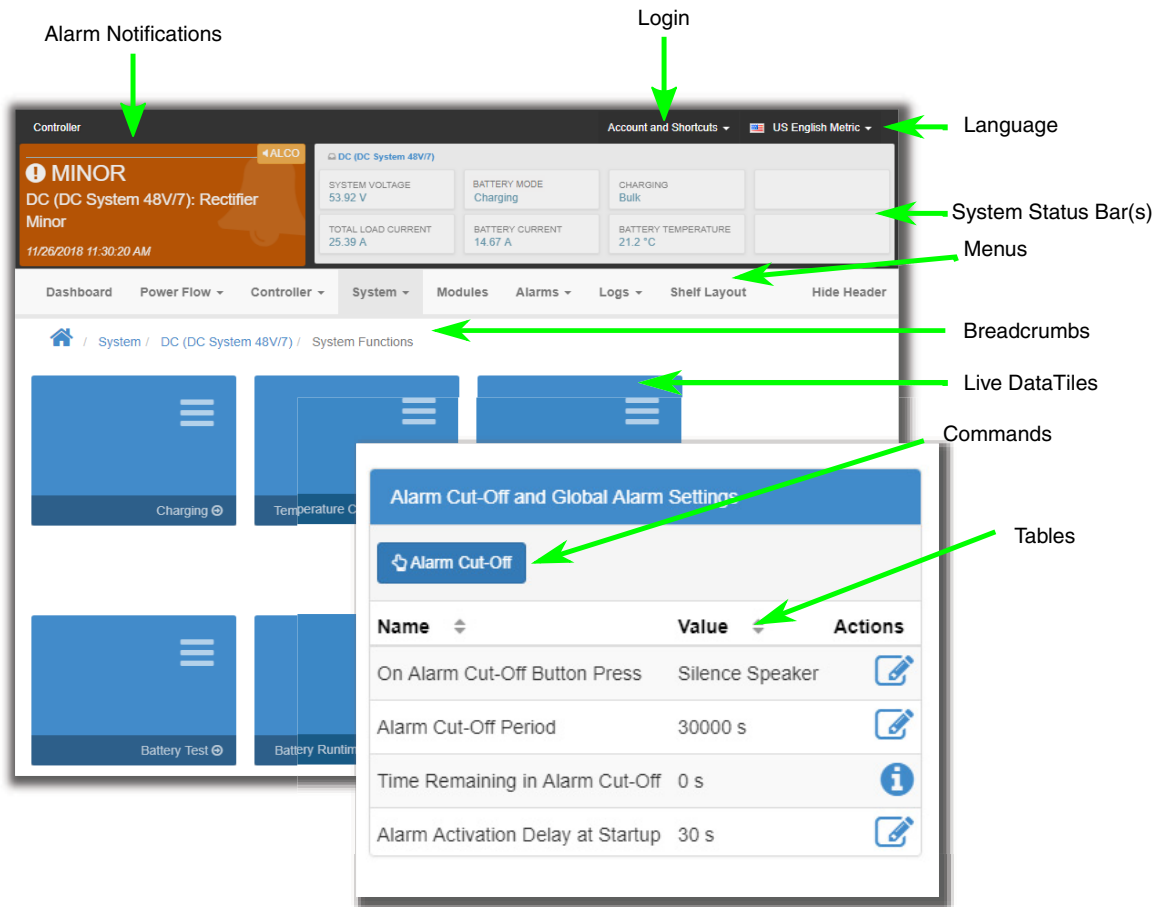 Login
Alarm Notifications
Controller
Account and Shortcuts
US English Metric
Language
ALCO
MINOR
DC (DC System 48V/7): Rectifier
Minor
11/26/2018 11:30:20 AM
DC (DC System 48V/7)
SYSTEM VOLTAGE
53.92 V
BATTERY MODE
Charging
CHARGING
Bulk
TOTAL LOAD CURRENT
25.39 A
BATTERY CURRENT
14.67 A
BATTERY TEMPERATURE
21.2 °C
System Status Bar(s)
Menus
Dashboard Power Flow Controller System Modules Alarms Logs Shelf Layout Hide Header
/ System / DC (DC System 48V/7) / System Functions
Breadcrumbs
Live DataTiles
Commands
Charging
Temperature C
Alarm Cut-Off and Global Alarm Settings
Alarm Cut-Off
Tables
Name Value Actions
On Alarm Cut-Off Button Press Silence Speaker
Alarm Cut-Off Period 30000 s
Time Remaining in Alarm Cut-Off 0 s
Alarm Activation Delay at Startup 30 s
Battery Test
Battery Runtim